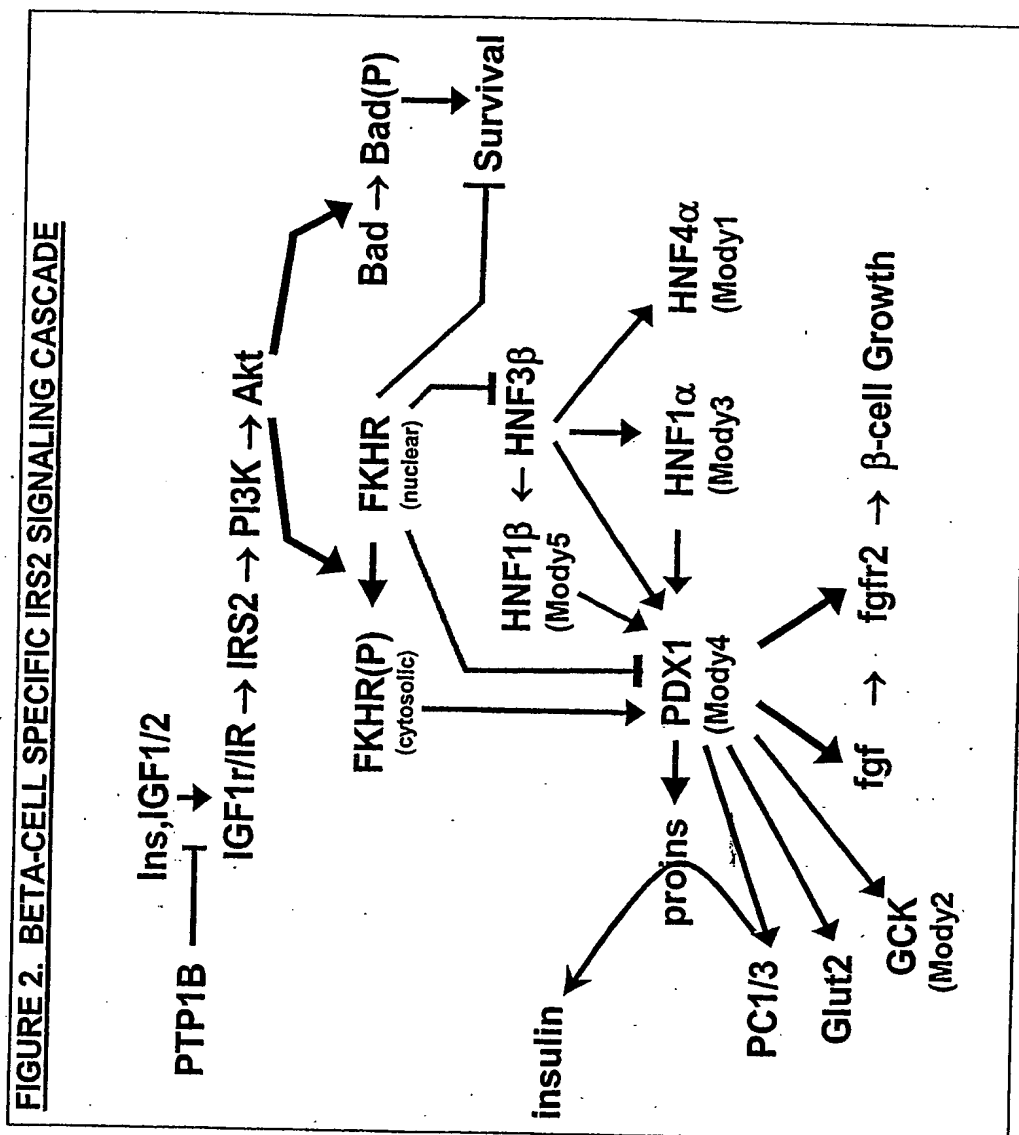 FIGURE 2. BETA-CELL SPECIFIC IRS2 SIGNALING CASCADE
Ins,IGF1/2
PTP1B
IGF1r/IR → IRS2 → PI3K → Akt
FKHR(P)
(cytosolic)
FKHR
(nuclear)
Bad → Bad(P)
Survival
HNF1β ← HNF3β
(Mody5)
insulin
proins
PDX1
(Mody4)
HNF1α
(Mody3)
HNF4α
(Mody1)
PC1/3
Glut2
GCK
(Mody2)
fgf → fgfr2 → β-cell Growth